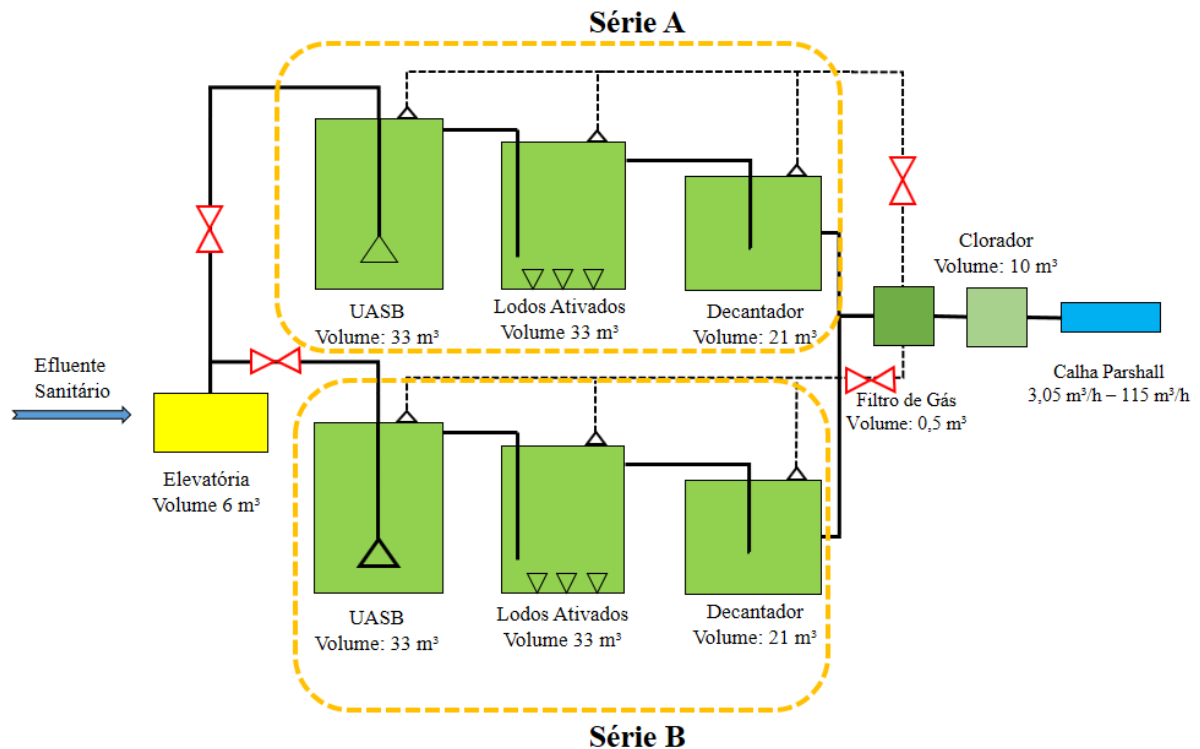 Série A
UASB
Volume: 33 m³
Lodos Ativados
Volume 33 m³
Decantador
Volume: 21 m³
Clorador
Volume: 10 m³
Efluente
Sanitário
Elevatória
Volume 6 m³
Filtro de Gás
Volume: 0,5 m³
Calha Parshall
3,05 m³/h – 115 m³/h
UASB
Volume: 33 m³
Lodos Ativados
Volume 33 m³
Decantador
Volume: 21 m³
Série B